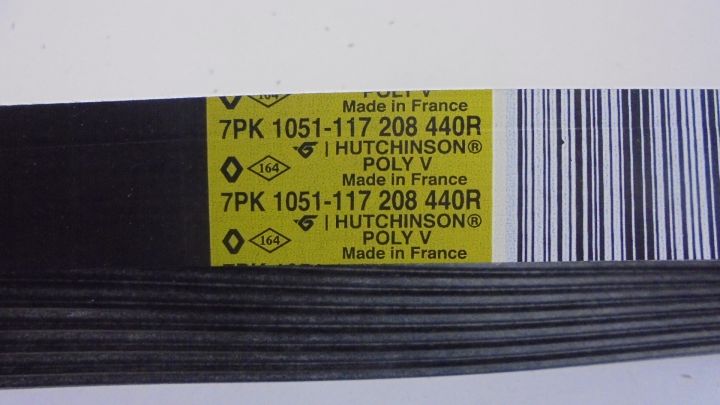 164
POLY V
Made in France
7PK 1051-117 208 440R
| HUTCHINSON®
164 POLY V
Made in France
7PK 1051-117 208 440R
| HUTCHINSON®
164 POLY V
Made in France